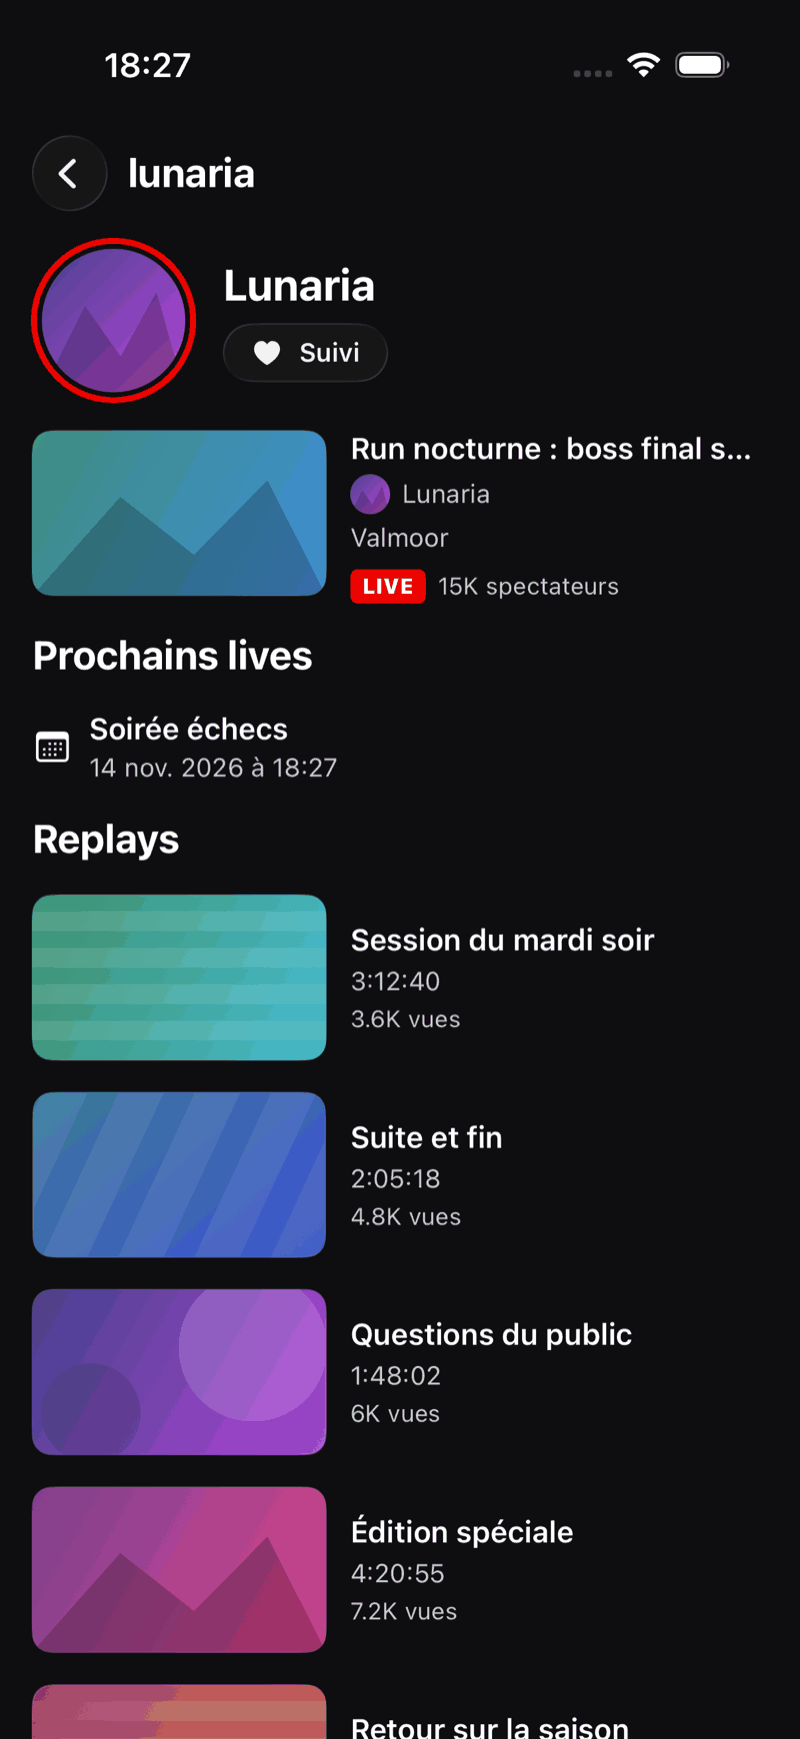 18:27
lunaria
Lunaria
Suivi
Run nocturne : boss final s...
Lunaria
Valmoor
LIVE 15K spectateurs
Prochains lives
Soirée échecs
14 nov. 2026 à 18:27
Replays
Session du mardi soir
3:12:40
3.6K vues
Suite et fin
2:05:18
4.8K vues
Questions du public
1:48:02
6K vues
Édition spéciale
4:20:55
7.2K vues
Retour sur la saison